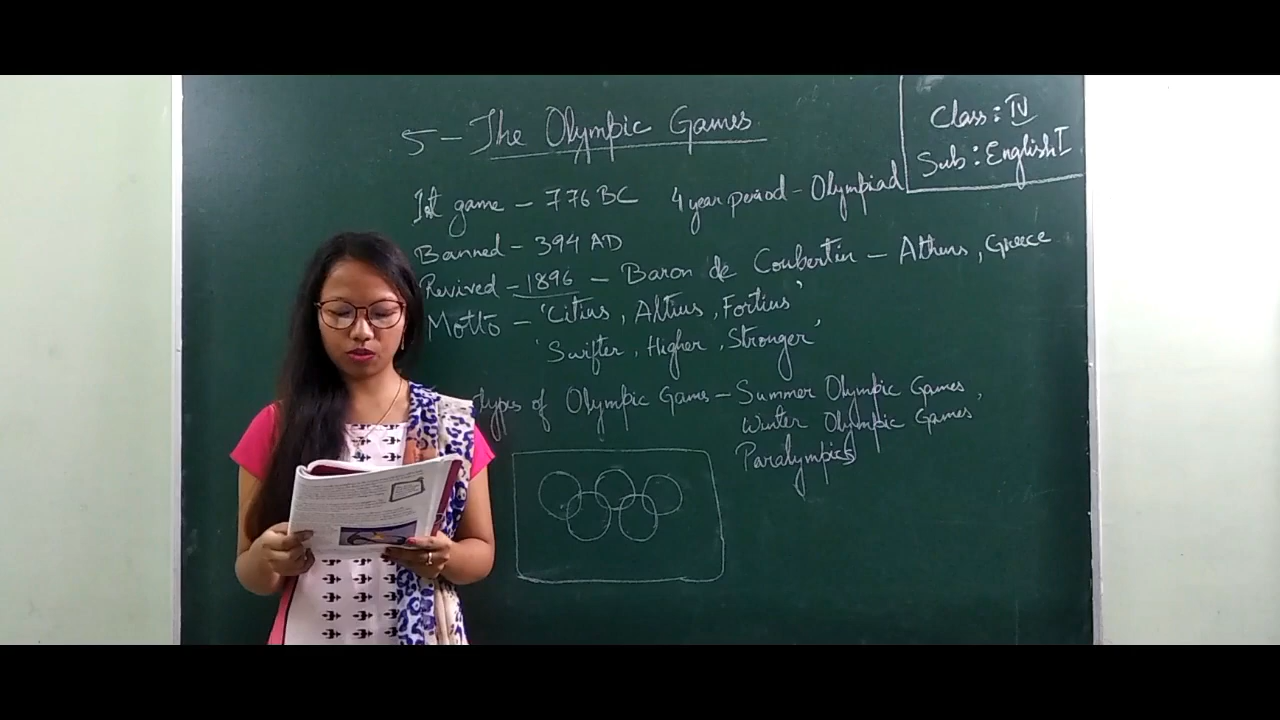 Class : IV
Sub : English I
5 - The Olympic Games
1st game - 776 BC 4 year period - Olympiad
Banned - 394 AD
Revived - 1896 - Baron de Coubertin - Athens, Greece
Motto - 'Citius, Altius, Fortius'
'Swifter, Higher, Stronger'
types of Olympic Games - Summer Olympic Games,
Winter Olympic Games
Paralympics